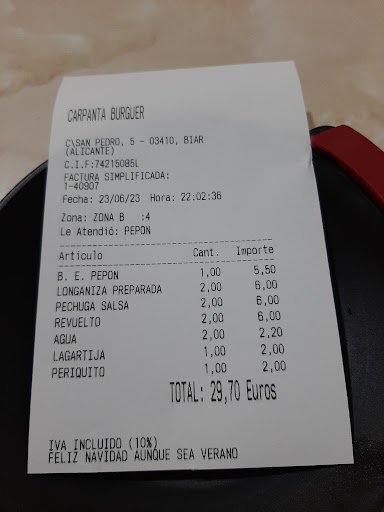 CARPANTA BURGUER
C\SAN PEDRO, 5 - 03410, BIAR
(ALICANTE)
C.I.F:74215085L
FACTURA SIMPLIFICADA:
1-40907
Fecha: 23/06/23 Hora: 22:02:36
Zona: ZONA B :4
Le Atendió: PEPON
Articulo Cant. Importe
B. E. PEPON 1,00 5,50
LONGANIZA PREPARADA 2,00 6,00
PECHUGA SALSA 2,00 6,00
REVUELTO 2,00 6,00
AGUA 2,00 2,20
LAGARTIJA 1,00 2,00
PERIQUITO 1,00 2,00
TOTAL: 29,70 Euros
IVA INCLUIDO (10%)
FELIZ NAVIDAD AUNQUE SEA VERANO